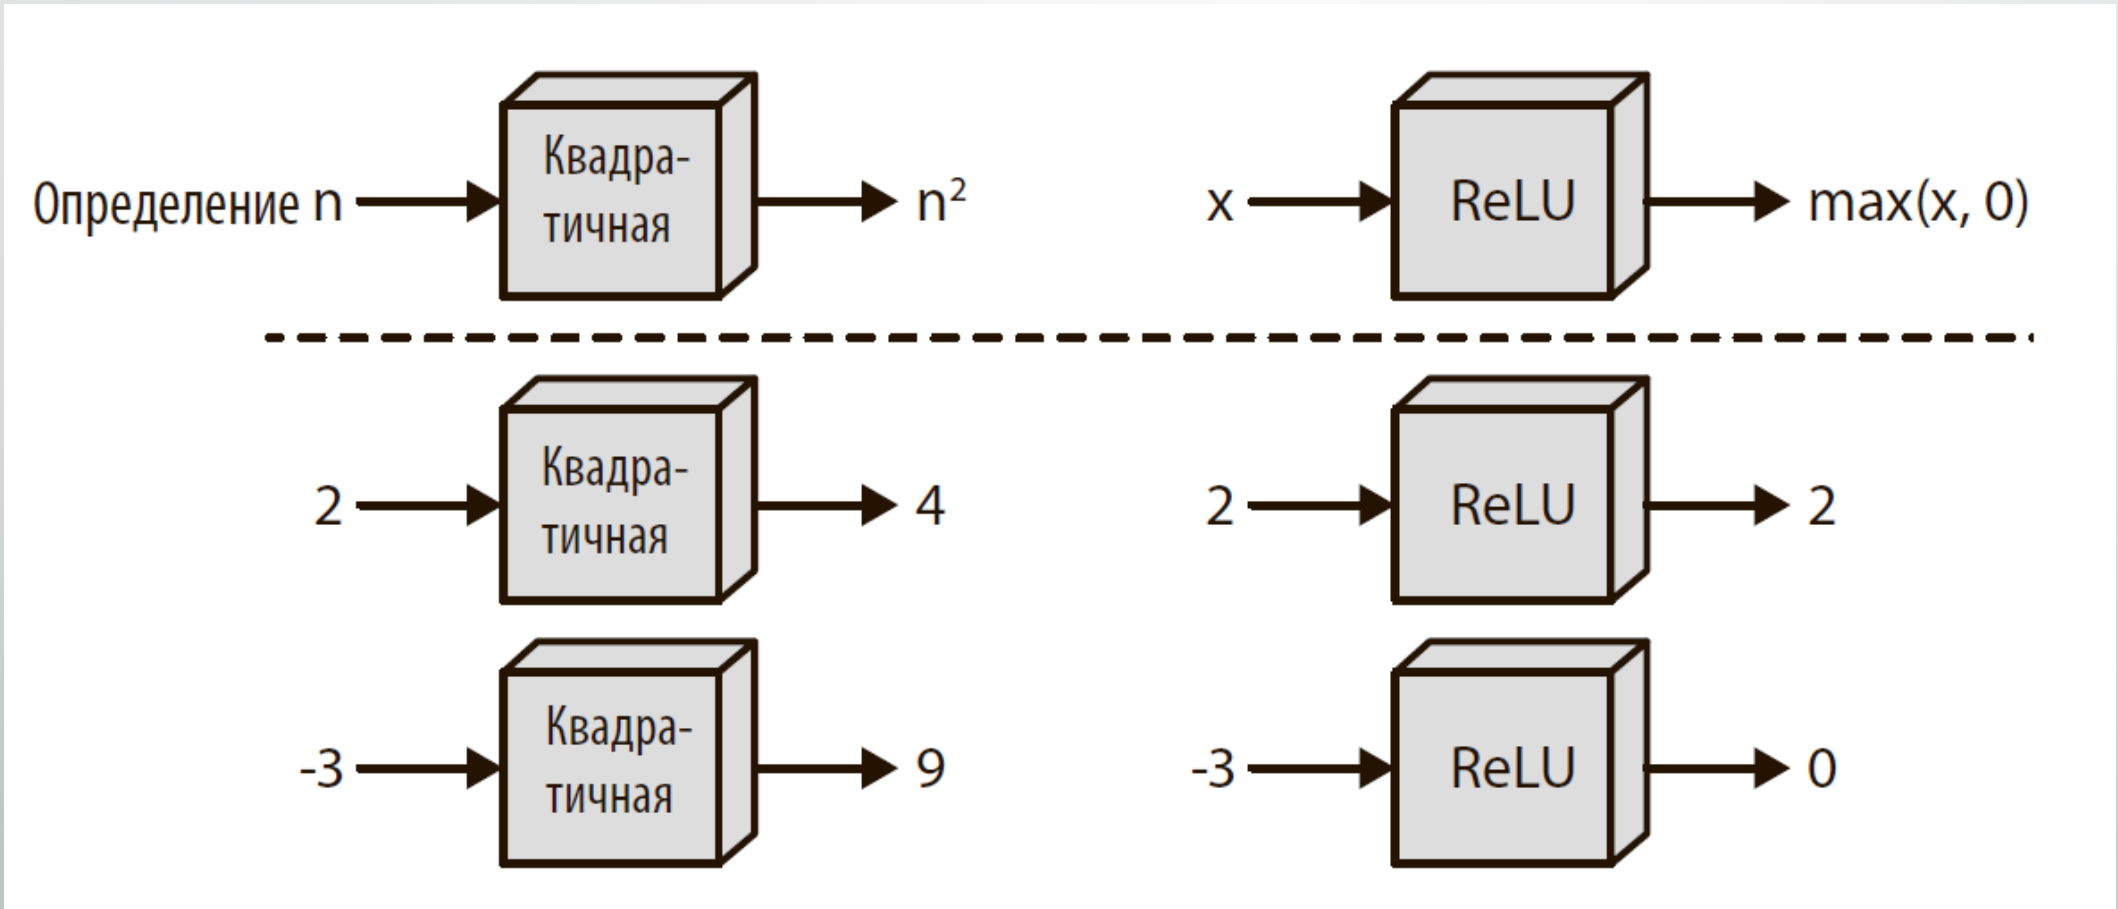 Определение n
Квадра-
тичная
n²
x
ReLU
max(x, 0)
2
Квадра-
тичная
4
2
ReLU
2
-3
Квадра-
тичная
9
-3
ReLU
0